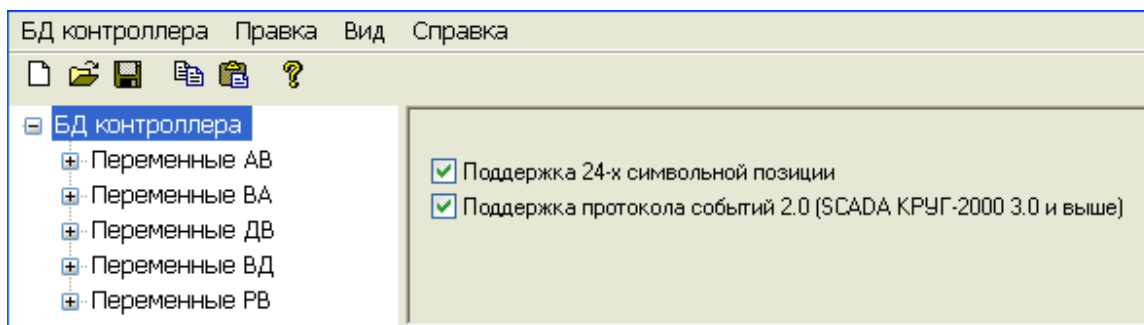 БД контроллера Правка Вид Справка
БД контроллера
Переменные АВ
Переменные ВА
Переменные ДВ
Переменные ВД
Переменные РВ
Поддержка 24-х символьной позиции
Поддержка протокола событий 2.0 (SCADA КРУГ-2000 3.0 и выше)